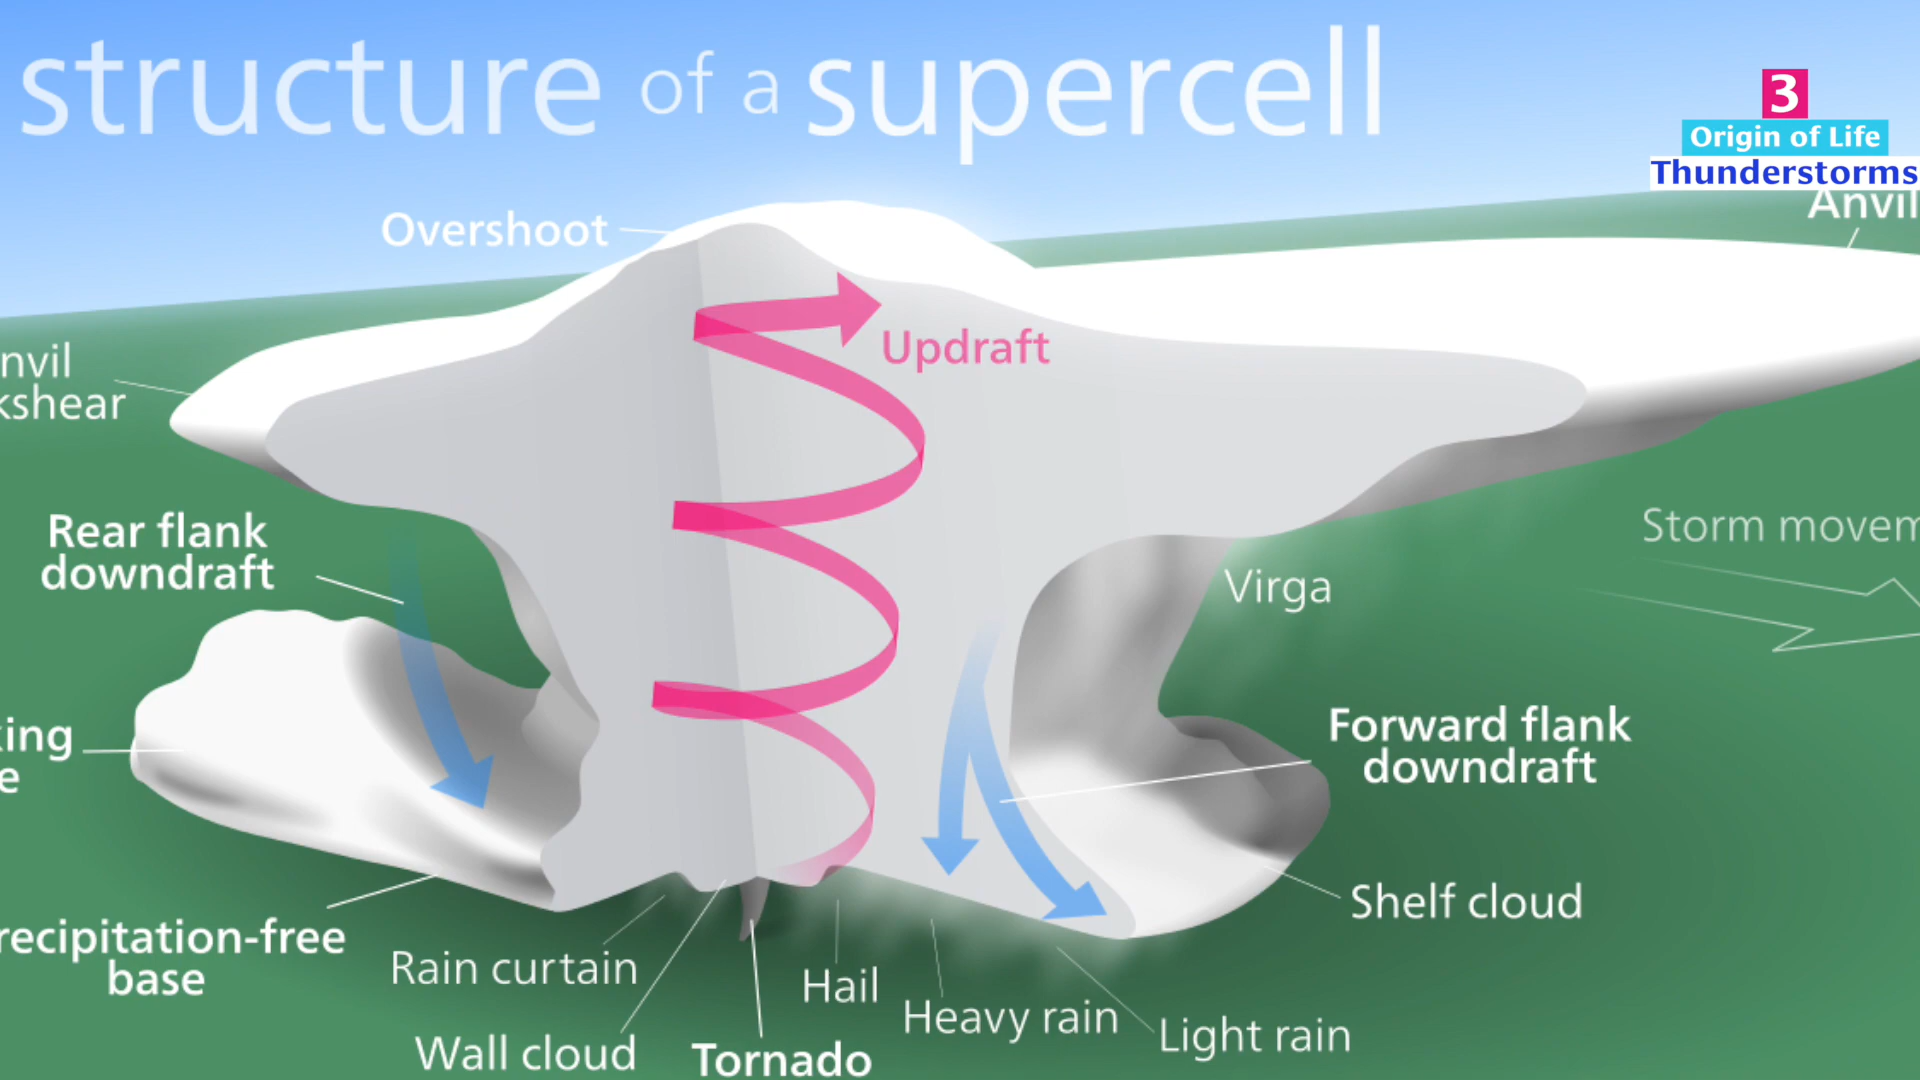 structure of a supercell
3
Origin of Life
Thunderstorms
Anvil
Overshoot
Updraft
nvil
kshear
Rear flank
downdraft
Storm movem
Virga
Forward flank
downdraft
king
e
Shelf cloud
recipitation-free
base
Rain curtain
Hail
Heavy rain
Light rain
Wall cloud
Tornado